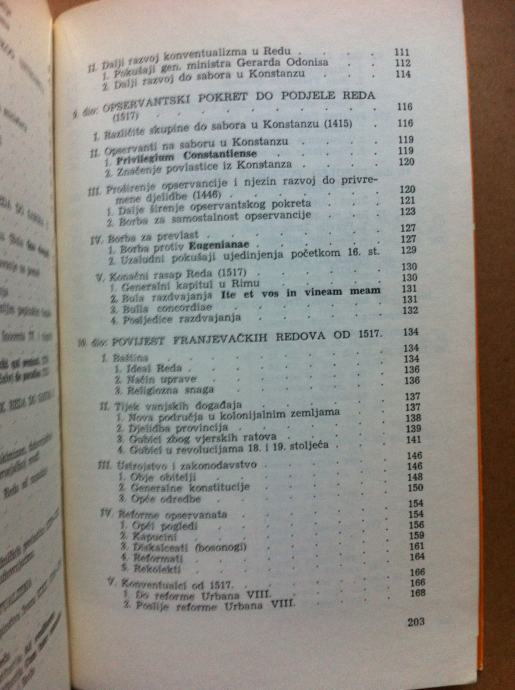 II. Dalji razvoj konventualizma u Redu . . . . 111
1. Pokušaji gen. ministra Gerarda Odonisa . . 112
2. Dalji razvoj do sabora u Konstanzu . . . 114
9. dio: OPSERVANTSKI POKRET DO PODJELE REDA
(1517) . . . . . . . . 116
I. Različite skupine do sabora u Konstanzu (1415) . 116
II. Opservanti na saboru u Konstanzu . . . . 119
1. Privilegium Constantiense . . . . . 119
2. Značenje povlastice iz Konstanza . . . . 120
III. Proširenje opservancije i njezin razvoj do privre-
mene djelidbe (1446) . . . . . . 120
1. Dalje širenje opservantskog pokreta . . . 121
2. Borba za samostalnost opservancije . . . 123
IV. Borba za prevlast . . . . . . 127
1. Borba protiv Eugenianae . . . . . 127
2. Uzaludni pokušaji ujedinjenja početkom 16. st. 129
V. Konačni rasap Reda (1517) . . . . . 130
1. Generalni kapitul u Rimu . . . . . 130
2. Bula razdvajanja Ite et vos in vineam meam 131
3. Bulla concordiae . . . . . . 131
4. Posljedice razdvajanja . . . . . 132
10. dio: POVIJEST FRANJEVAČKIH REDOVA OD 1517. 134
I. Baština . . . . . . . . 134
1. Ideal Reda . . . . . . . 134
2. Način uprave . . . . . . . 136
3. Religiozna snaga . . . . . . 136
II. Tijek vanjskih događaja . . . . . 137
1. Nova područja u kolonijalnim zemljama . . 137
2. Djelidba provincija . . . . . . 138
3. Gubici zbog vjerskih ratova . . . . 139
4. Gubici u revolucijama 18. i 19. stoljeća . . 141
III. Ustrojstvo i zakonodavstvo . . . . . 146
1. Obje obitelji . . . . . . . 146
2. Generalne konstitucije . . . . . 148
3. Opće odredbe . . . . . . . 150
IV. Reforme opservanata . . . . . . 154
1. Opći pogledi . . . . . . . 154
2. Kapucini . . . . . . . . 156
3. Diskalceati (bosonogi) . . . . . 159
4. Reformati . . . . . . . 161
5. Rekolekti . . . . . . . 164
V. Konventualci od 1517. . . . . . 166
1. Do reforme Urbana VIII. . . . . . 166
2. Poslije reforme Urbana VIII. . . . . 168
203